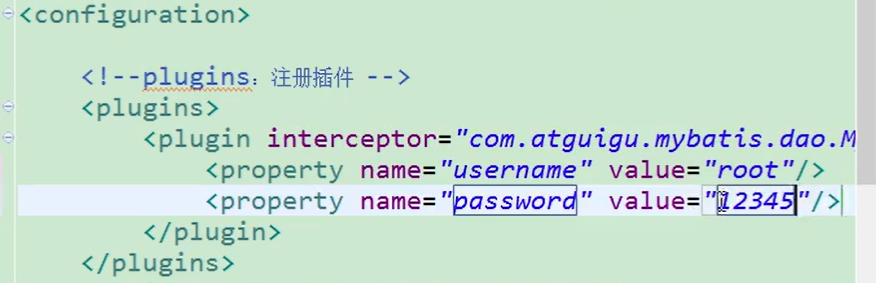 <configuration>
<!--plugins：注册插件 -->
<plugins>
<plugin interceptor="com.atguigu.mybatis.dao.M
<property name="username" value="root"/>
<property name="password" value="12345"/>
</plugin>
</plugins>